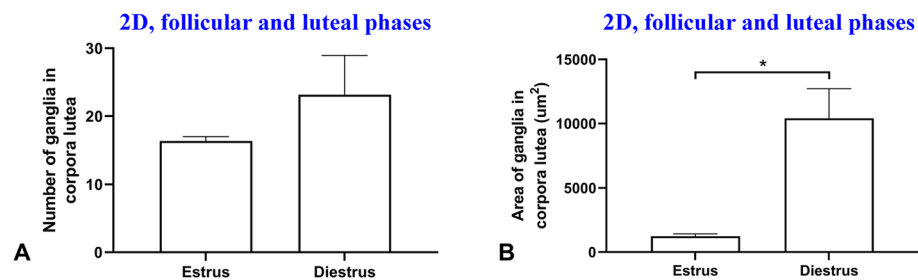 2D, follicular and luteal phases
Number of ganglia in
corpora lutea
30
20
10
0
Estrus
Diestrus
A
2D, follicular and luteal phases
Area of ganglia in
corpora lutea (um²)
15000
10000
5000
0
*
Estrus
Diestrus
B